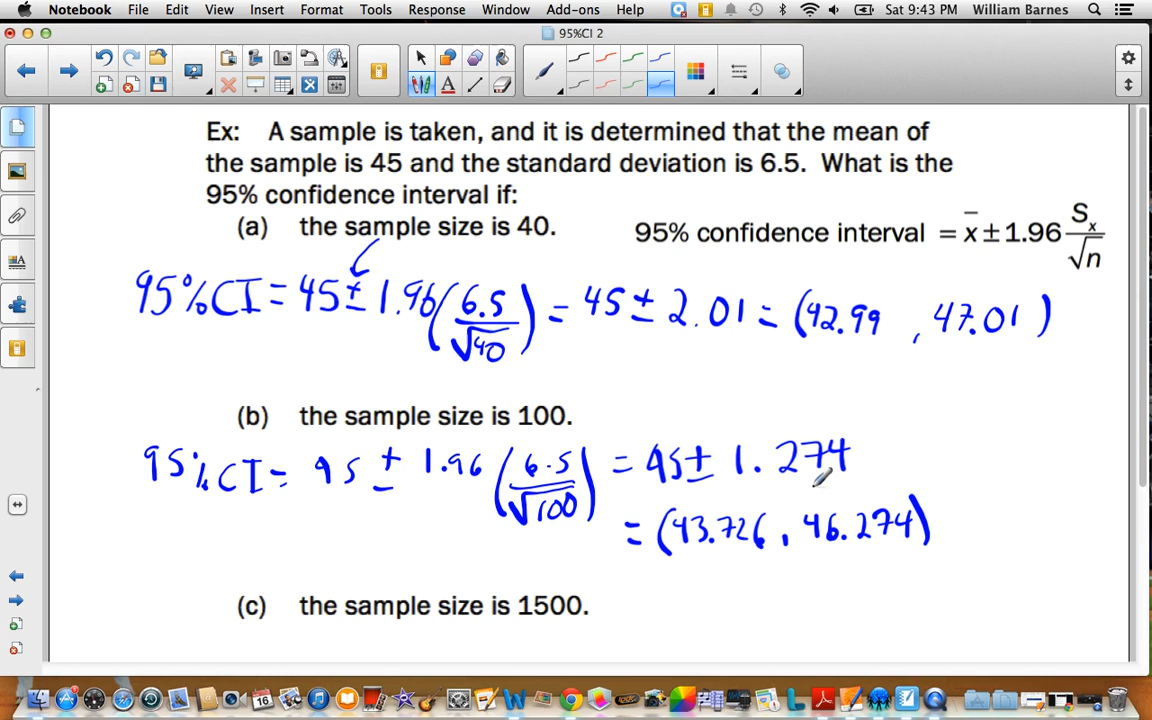 Notebook File Edit View Insert Format Tools Response Window Add-ons Help Sat 9:43 PM William Barnes
95%CI 2
Ex: A sample is taken, and it is determined that the mean of
the sample is 45 and the standard deviation is 6.5. What is the
95% confidence interval if:
(a) the sample size is 40.
95% confidence interval = x̄ ± 1.96 Sₓ/√n
95%CI = 45 ± 1.96(6.5/√40) = 45 ± 2.01 = (42.99 , 47.01)
(b) the sample size is 100.
95%CI = 45 ± 1.96 (6.5/√100) = 45 ± 1.274
= (43.726, 46.274)
(c) the sample size is 1500.